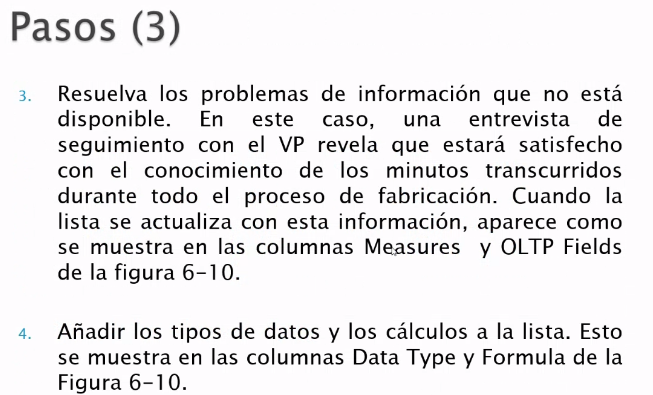 Pasos (3)
3. Resuelva los problemas de información que no está
disponible. En este caso, una entrevista de
seguimiento con el VP revela que estará satisfecho
con el conocimiento de los minutos transcurridos
durante todo el proceso de fabricación. Cuando la
lista se actualiza con esta información, aparece como
se muestra en las columnas Measures y OLTP Fields
de la figura 6-10.
4. Añadir los tipos de datos y los cálculos a la lista. Esto
se muestra en las columnas Data Type y Formula de la
Figura 6-10.